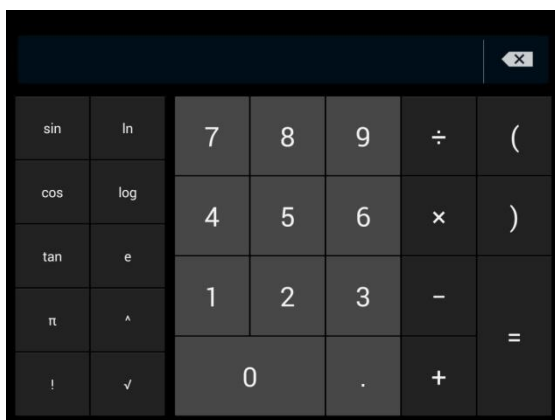 sin ln 7 8 9 ÷ (
cos log 4 5 6 × )
tan e 1 2 3 −
π ^ =
! √ 0 . +